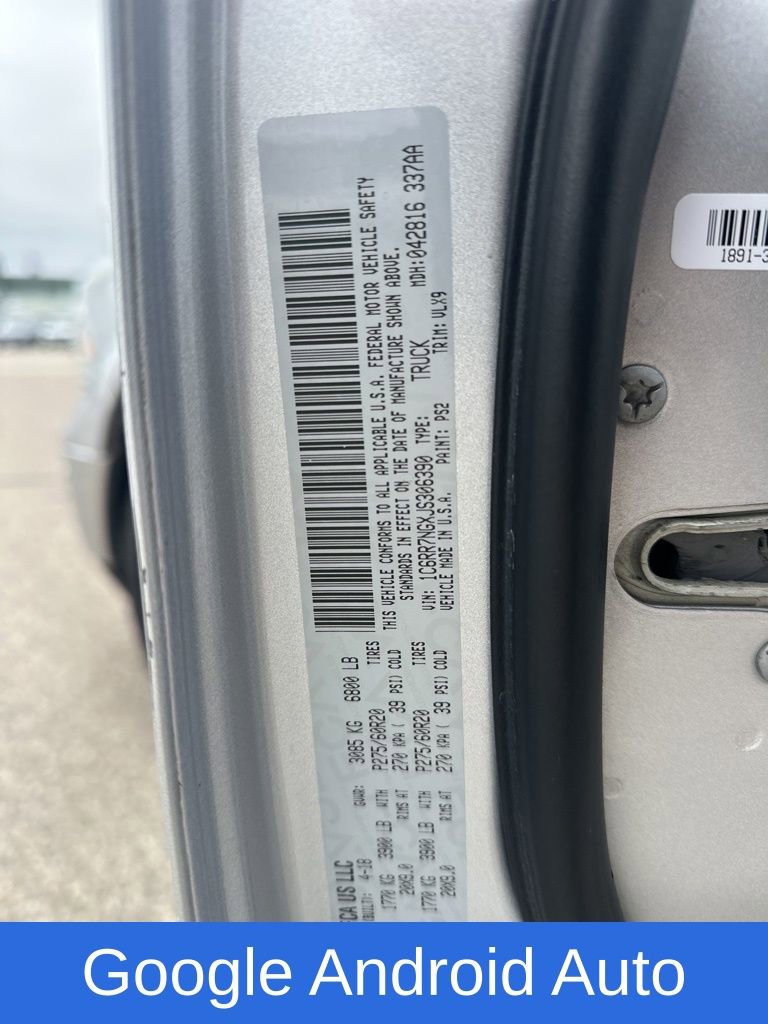 FCA US LLC
(BUILT): 4-18 GVWR: 3085 KG 6800 LB
1770 KG 3900 LB WITH P275/60R20 TIRES
20X9.0 RIMS AT 270 KPA ( 39 PSI) COLD
1770 KG 3900 LB WITH P275/60R20 TIRES
20X9.0 RIMS AT 270 KPA ( 39 PSI) COLD
THIS VEHICLE CONFORMS TO ALL APPLICABLE U.S.A. FEDERAL MOTOR VEHICLE SAFETY
STANDARDS IN EFFECT ON THE DATE OF MANUFACTURE SHOWN ABOVE.
VIN: 1C6RR7NGXJS306390 TYPE: TRUCK MDH:042816 337AA
VEHICLE MADE IN U.S.A. PAINT: PS2 TRIM: VLX9
1891-3
Google Android Auto